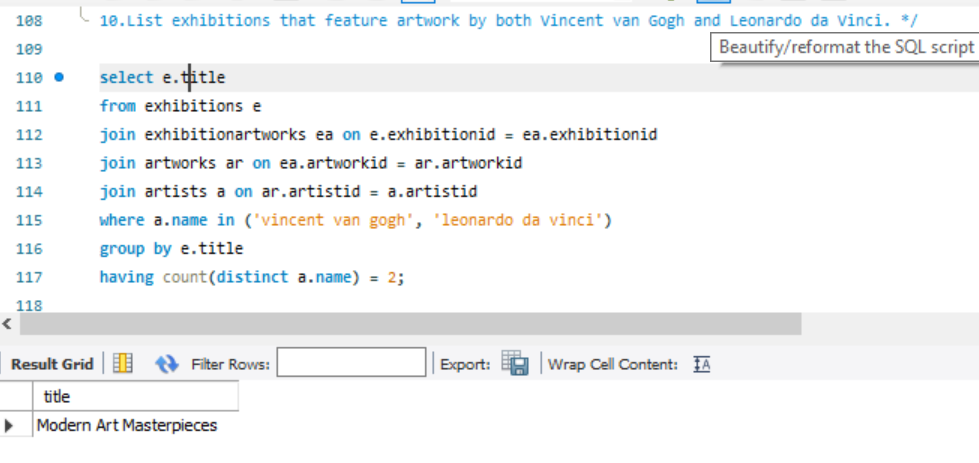 108 10.List exhibitions that feature artwork by both Vincent van Gogh and Leonardo da Vinci. */
109
Beautify/reformat the SQL script
110 select e.title
111 from exhibitions e
112 join exhibitionartworks ea on e.exhibitionid = ea.exhibitionid
113 join artworks ar on ea.artworkid = ar.artworkid
114 join artists a on ar.artistid = a.artistid
115 where a.name in ('vincent van gogh', 'leonardo da vinci')
116 group by e.title
117 having count(distinct a.name) = 2;
118
Result Grid Filter Rows: Export: Wrap Cell Content: IA
title
Modern Art Masterpieces